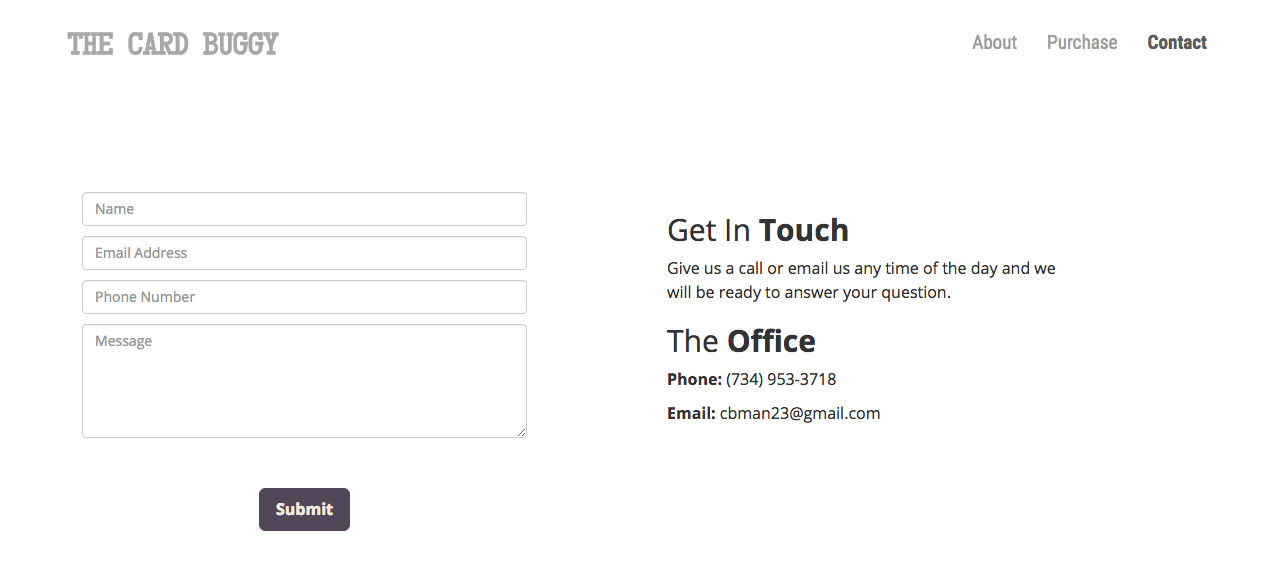 THE CARD BUGGY
About Purchase Contact
Name
Email Address
Phone Number
Message
Submit
Get In Touch
Give us a call or email us any time of the day and we
will be ready to answer your question.
The Office
Phone: (734) 953-3718
Email: cbman23@gmail.com